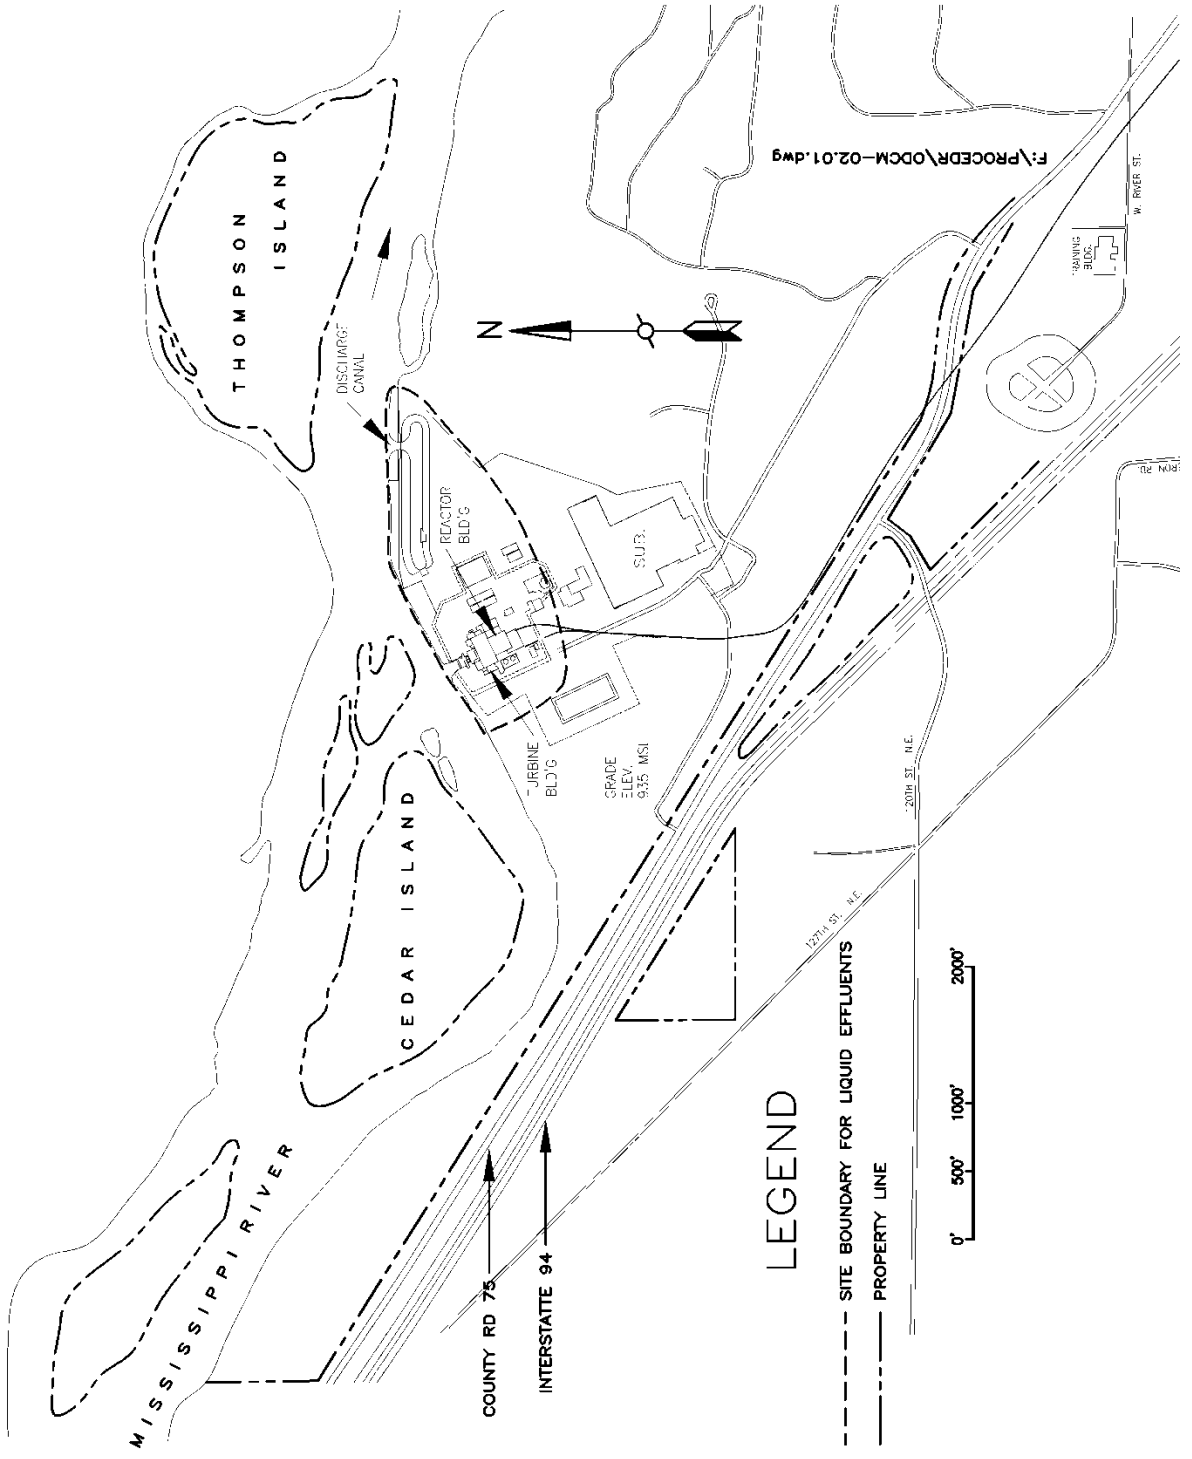 THOMPSON
ISLAND
DISCHARGE
CANAL
N
REACTOR
BLD'G
SUB.
TURBINE
BLD'G
GRADE
ELEV.
935 MSL
CEDAR ISLAND
MISSISSIPPI RIVER
COUNTY RD 75
INTERSTATTE 94
F:\PROCEDR\ODCM-02.01.dwg
W. RIVER ST.
TRAINING
BLDG.
RD.
120TH ST. N.E.
127TH ST. N.E.
LEGEND
SITE BOUNDARY FOR LIQUID EFFLUENTS
PROPERTY LINE
0' 500' 1000' 2000'